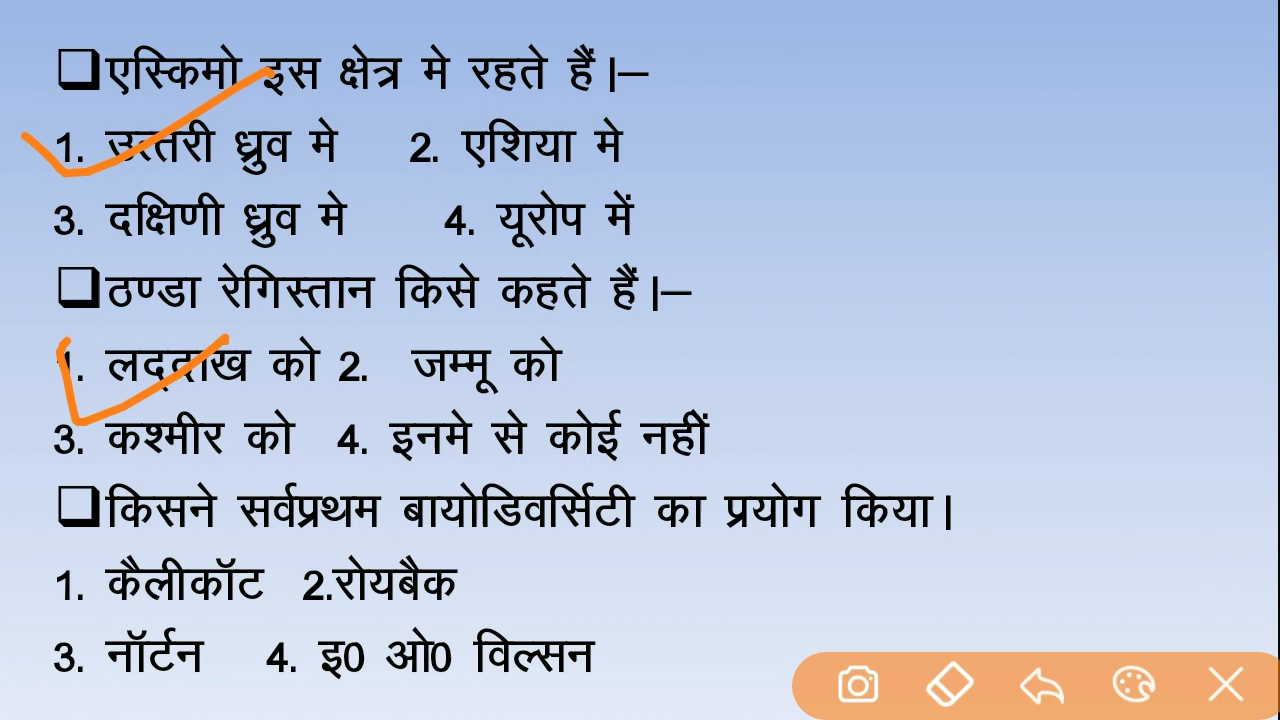 ❑एस्किमो इस क्षेत्र मे रहते हैं।–
1. उत्तरी ध्रुव मे 2. एशिया मे
3. दक्षिणी ध्रुव मे 4. यूरोप में
❑ठण्डा रेगिस्तान किसे कहते हैं।–
1. लद्दाख को 2. जम्मू को
3. कश्मीर को 4. इनमे से कोई नहीं
❑किसने सर्वप्रथम बायोडिवर्सिटी का प्रयोग किया।
1. कैलीकॉट 2.रोयबैक
3. नॉर्टन 4. इ0 ओ0 विल्सन